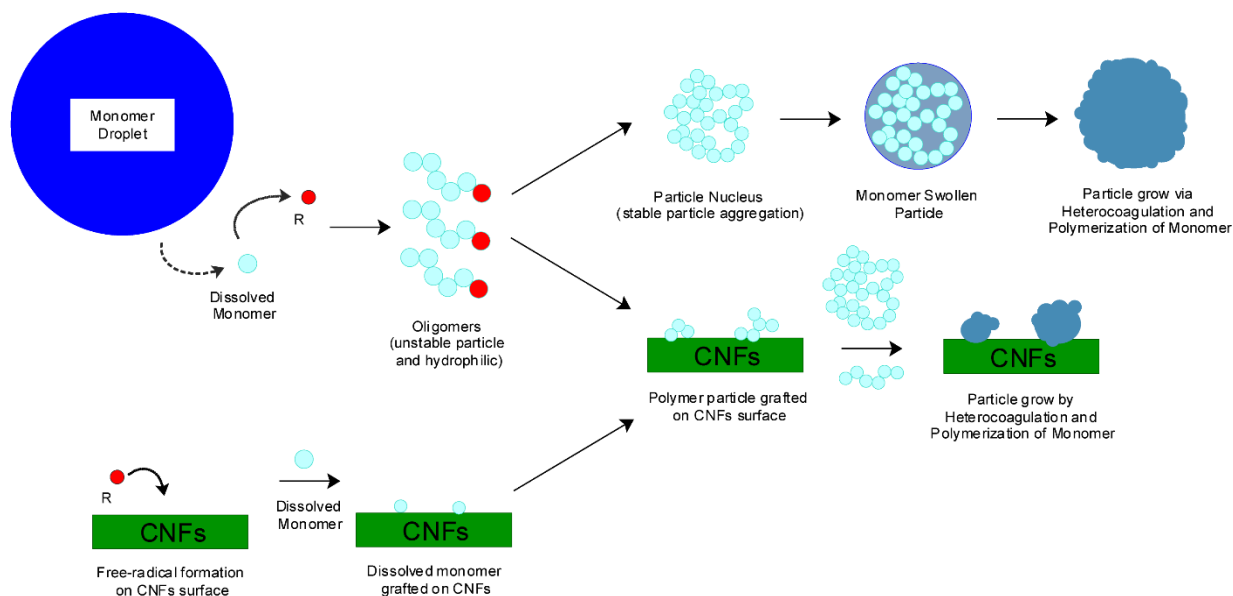 Monomer
Droplet
R
Dissolved
Monomer
Oligomers
(unstable particle
and hydrophilic)
Particle Nucleus
(stable particle aggregation)
Monomer Swollen
Particle
Particle grow via
Heterocoagulation and
Polymerization of Monomer
CNFs
Polymer particle grafted
on CNFs surface
CNFs
Particle grow by
Heterocoagulation and
Polymerization of Monomer
R
CNFs
Free-radical formation
on CNFs surface
Dissolved
Monomer
CNFs
Dissolved monomer
grafted on CNFs